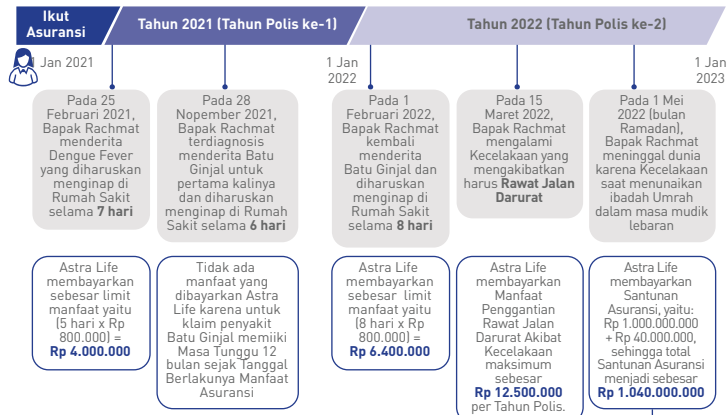 Ikut
Asuransi
Tahun 2021 (Tahun Polis ke-1)
Tahun 2022 (Tahun Polis ke-2)
1 Jan 2021
1 Jan
2022
1 Jan
2023
Pada 25
Februari 2021,
Bapak Rachmat
menderita
Dengue Fever
yang diharuskan
menginap di
Rumah Sakit
selama 7 hari
Pada 28
Nopember 2021,
Bapak Rachmat
terdiagnosis
menderita Batu
Ginjal untuk
pertama kalinya
dan diharuskan
menginap di Rumah
Sakit selama 6 hari
Pada 1
Februari 2022,
Bapak Rachmat
kembali
menderita
Batu Ginjal dan
diharuskan
menginap di
Rumah Sakit
selama 8 hari
Pada 15
Maret 2022,
Bapak Rachmat
mengalami
Kecelakaan yang
mengakibatkan
harus Rawat Jalan
Darurat
Pada 1 Mei
2022 (bulan
Ramadan),
Bapak Rachmat
meninggal dunia
karena Kecelakaan
saat menunaikan
ibadah Umrah
dalam masa mudik
lebaran
Astra Life
membayarkan
sebesar limit
manfaat yaitu
(5 hari x Rp
800.000) =
Rp 4.000.000
Tidak ada
manfaat yang
dibayarkan Astra
Life karena untuk
klaim penyakit
Batu Ginjal memiiki
Masa Tunggu 12
bulan sejak Tanggal
Berlakunya Manfaat
Asuransi
Astra Life
membayarkan
sebesar limit
manfaat yaitu
(8 hari x Rp
800.000) =
Rp 6.400.000
Astra Life
membayarkan
Manfaat
Penggantian
Rawat Jalan
Darurat Akibat
Kecelakaan
maksimum
sebesar
Rp 12.500.000
per Tahun Polis.
Astra Life
membayarkan
Santunan
Asuransi, yaitu:
Rp 1.000.000.000
+ Rp 40.000.000,
sehingga total
Santunan Asuransi
menjadi sebesar
Rp 1.040.000.000